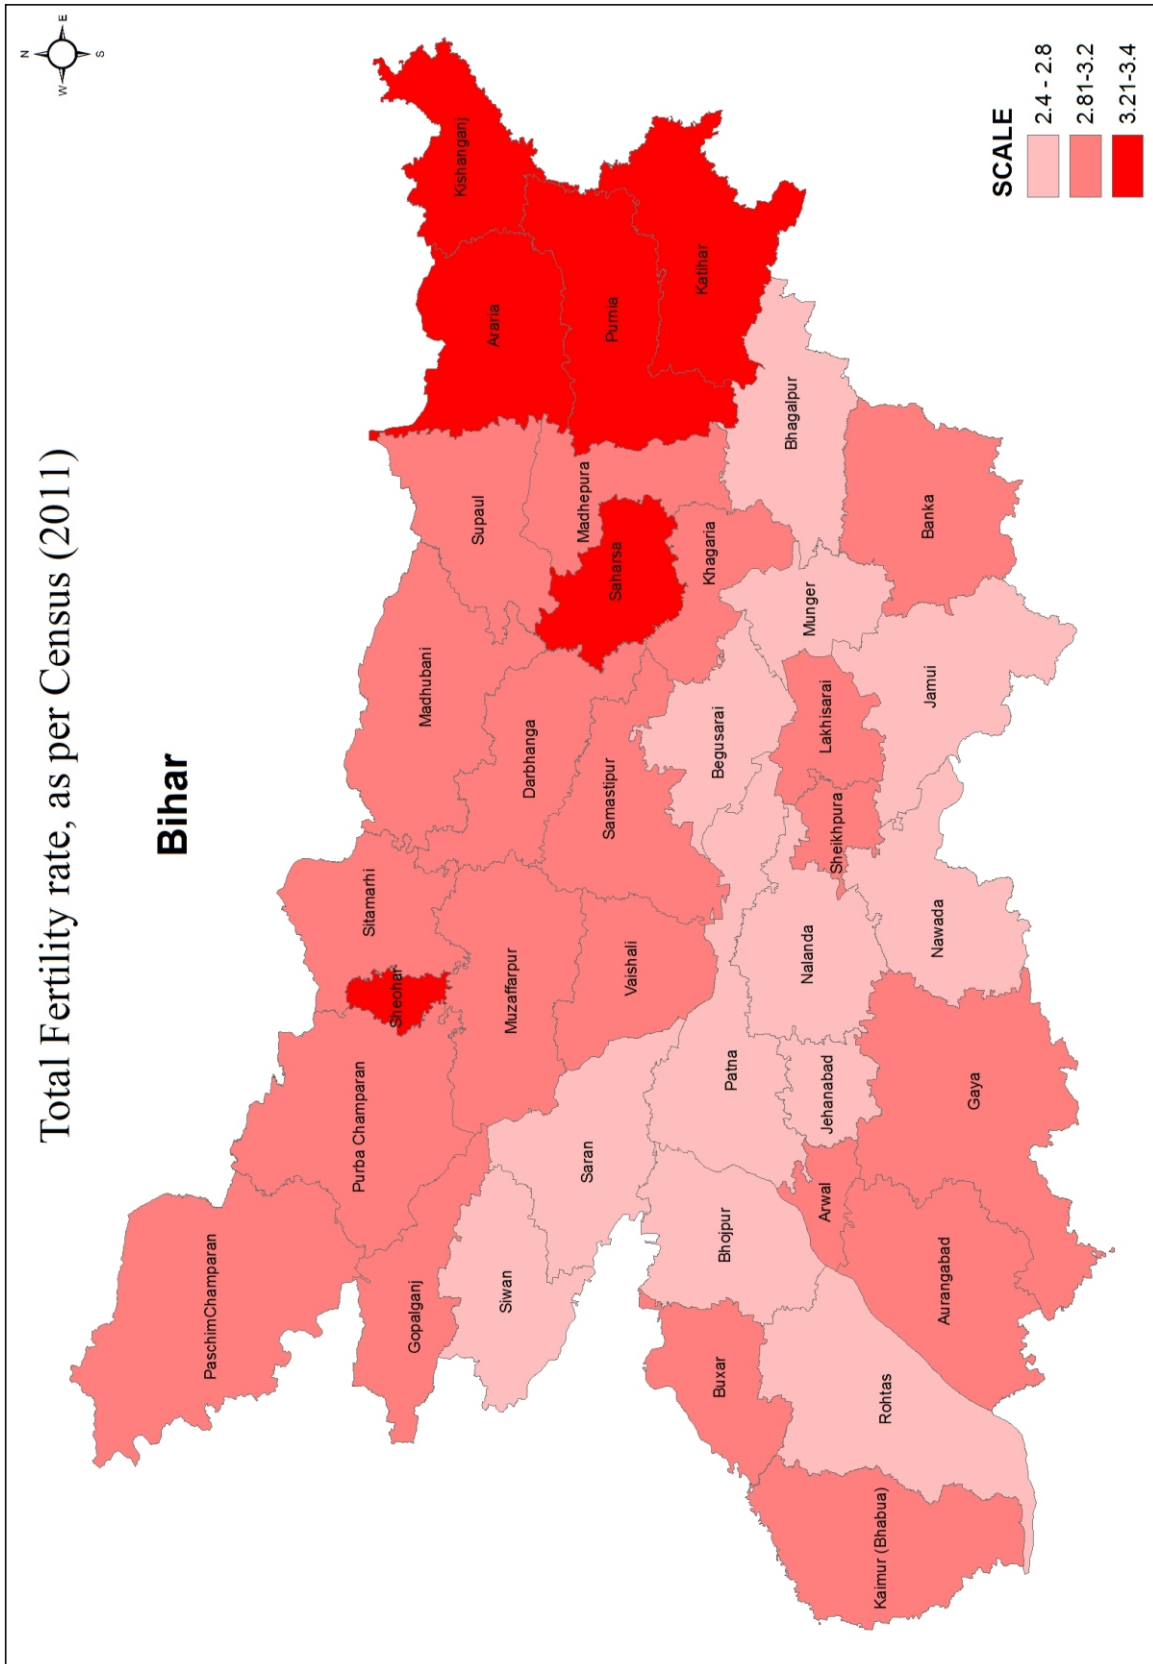 Total Fertility rate, as per Census (2011)
Bihar
N
W
E
S
PaschimChamparan
Purba Champaran
Sheohar
Sitamarhi
Madhubani
Supaul
Araria
Kishanganj
Gopalganj
Siwan
Saran
Muzaffarpur
Darbhanga
Madhepura
Saharsa
Purnia
Katihar
Vaishali
Samastipur
Begusarai
Khagaria
Bhagalpur
Buxar
Bhojpur
Patna
Nalanda
Sheikhpura
Lakhisarai
Munger
Banka
Kaimur (Bhabua)
Rohtas
Arwal
Jehanabad
Aurangabad
Gaya
Nawada
Jamui
SCALE
2.4 - 2.8
2.81-3.2
3.21-3.4